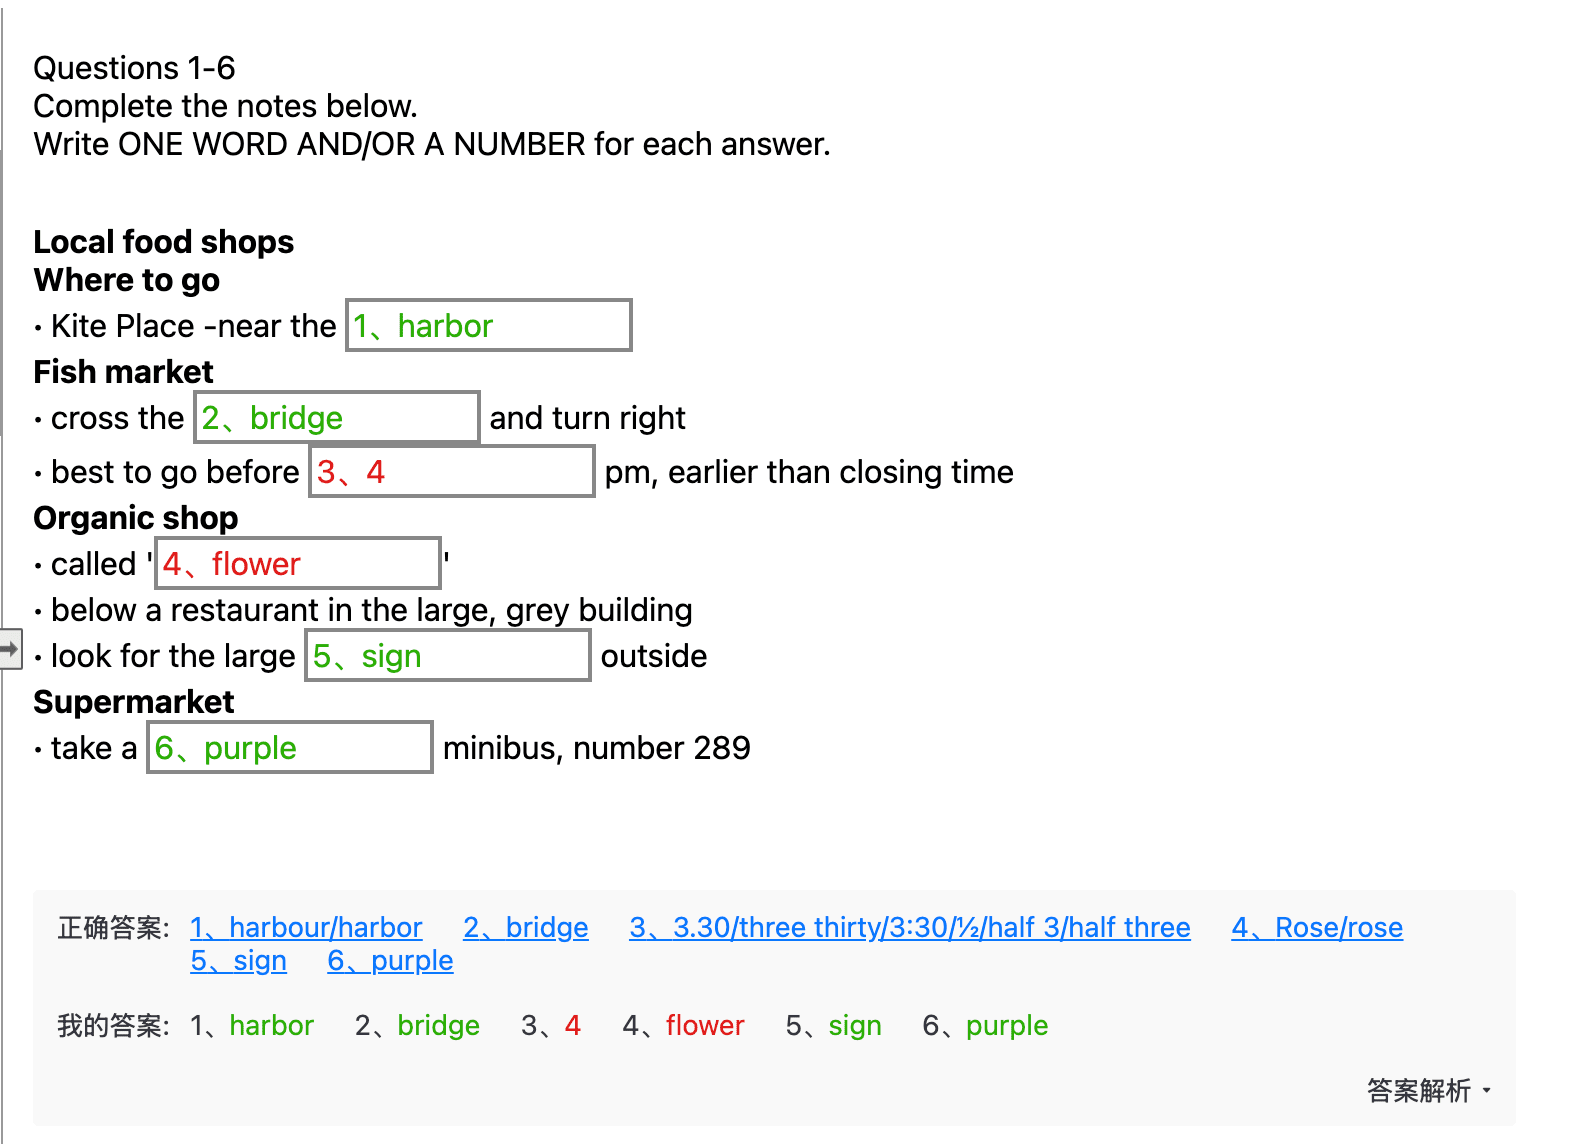 Questions 1-6
Complete the notes below.
Write ONE WORD AND/OR A NUMBER for each answer.
Local food shops
Where to go
• Kite Place -near the 1、harbor
Fish market
• cross the 2、bridge and turn right
• best to go before 3、4 pm, earlier than closing time
Organic shop
• called '4、flower'
• below a restaurant in the large, grey building
• look for the large 5、sign outside
Supermarket
• take a 6、purple minibus, number 289
正确答案: 1、harbour/harbor 2、bridge 3、3.30/three thirty/3:30/½/half 3/half three 4、Rose/rose
5、sign 6、purple
我的答案: 1、harbor 2、bridge 3、4 4、flower 5、sign 6、purple
答案解析